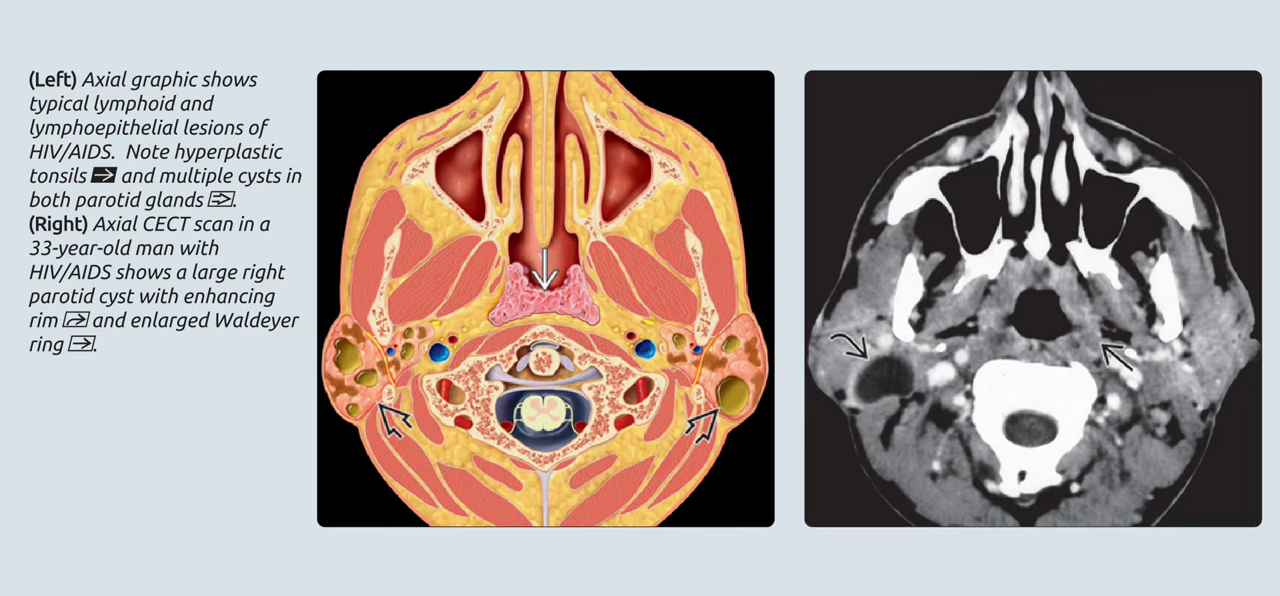 (Left) Axial graphic shows
typical lymphoid and
lymphoepithelial lesions of
HIV/AIDS. Note hyperplastic
tonsils and multiple cysts in
both parotid glands .
(Right) Axial CECT scan in a
33-year-old man with
HIV/AIDS shows a large right
parotid cyst with enhancing
rim and enlarged Waldeyer
ring .